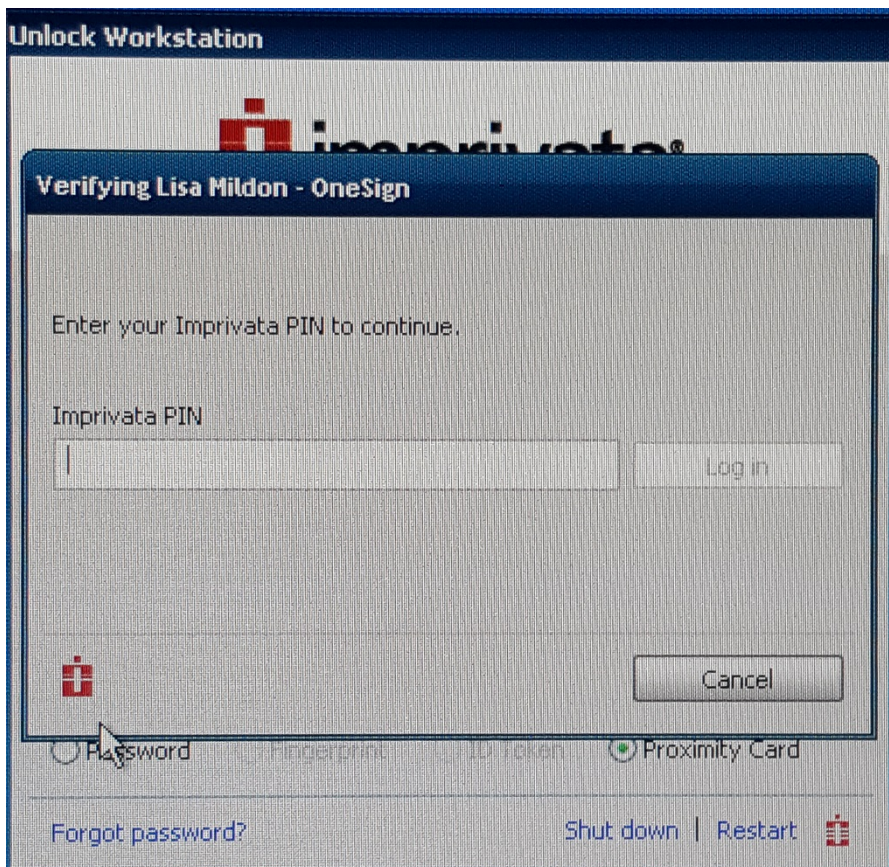 Unlock Workstation
imprivata®
Verifying Lisa Mildon - OneSign
Enter your Imprivata PIN to continue.
Imprivata PIN
Log in
Cancel
Password Fingerprint ID Token Proximity Card
Forgot password? Shut down | Restart